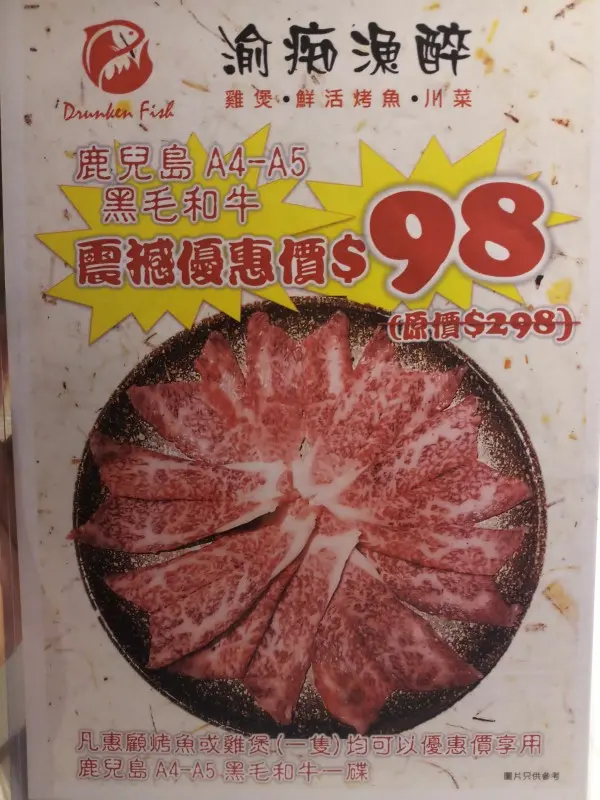 渝痴漁醉
Drunken Fish
雞煲·鮮活烤魚·川菜
鹿兒島 A4-A5
黑毛和牛
震撼優惠價$98
(原價$298)
凡惠顧烤魚或雞煲(一隻)均可以優惠價享用
鹿兒島 A4-A5 黑毛和牛一碟
圖片只供參考